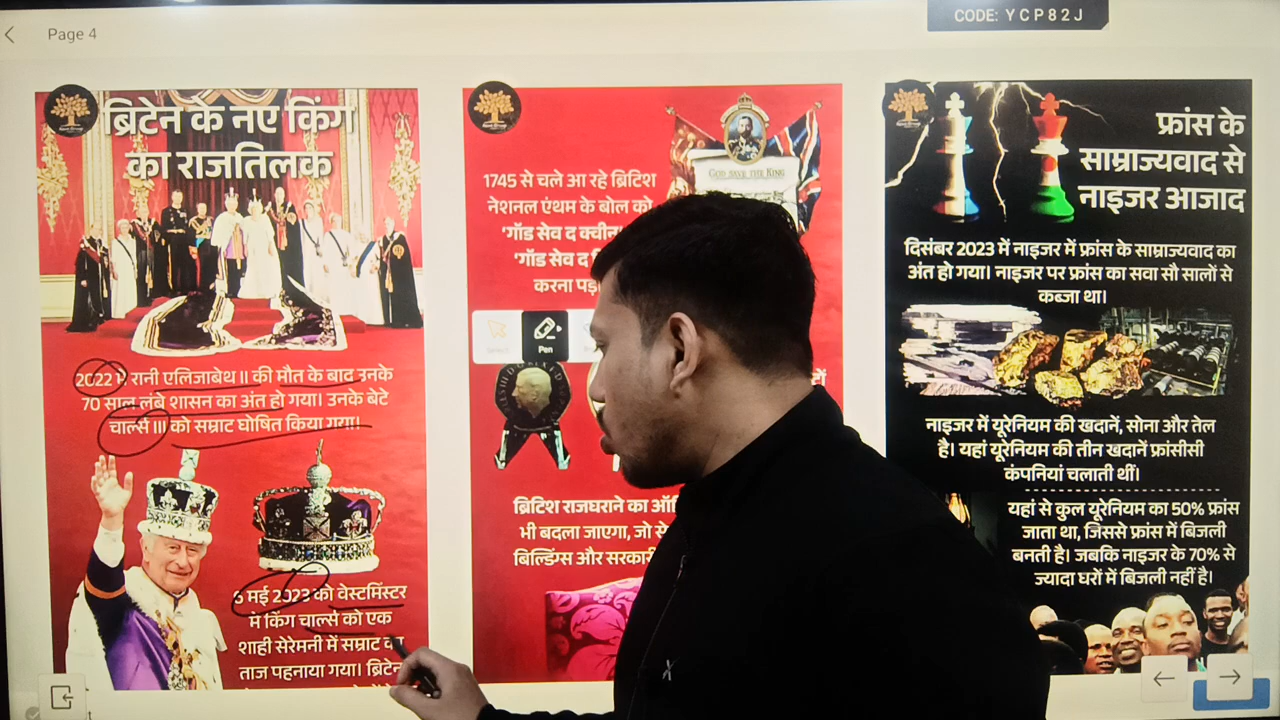 Page 4
CODE: YCP82J
ब्रिटेन के नए किंग
का राजतिलक
2022 में रानी एलिजाबेथ II की मौत के बाद उनके
70 साल लंबे शासन का अंत हो गया। उनके बेटे
चार्ल्स III को सम्राट घोषित किया गया।
6 मई 2023 को वेस्टमिंस्टर
में किंग चार्ल्स को एक
शाही सेरेमनी में सम्राट का
ताज पहनाया गया। ब्रिटेन
GOD SAVE THE KING
1745 से चले आ रहे ब्रिटिश
नेशनल एंथम के बोल को
'गॉड सेव द क्वीन'
'गॉड सेव द
करना
Pen
ब्रिटिश राजघराने का
भी बदला जाएगा, जो
बिल्डिंग्स और सरकारी
फ्रांस के
साम्राज्यवाद से
नाइजर आजाद
दिसंबर 2023 में नाइजर में फ्रांस के साम्राज्यवाद का
अंत हो गया। नाइजर पर फ्रांस का सवा सौ सालों से
कब्जा था।
नाइजर में यूरेनियम की खदानें, सोना और तेल
है। यहां यूरेनियम की तीन खदानें फ्रांसीसी
कंपनियां चलाती थीं।
यहां से कुल यूरेनियम का 50% फ्रांस
जाता था, जिससे फ्रांस में बिजली
बनती है। जबकि नाइजर के 70% से
ज्यादा घरों में बिजली नहीं है।